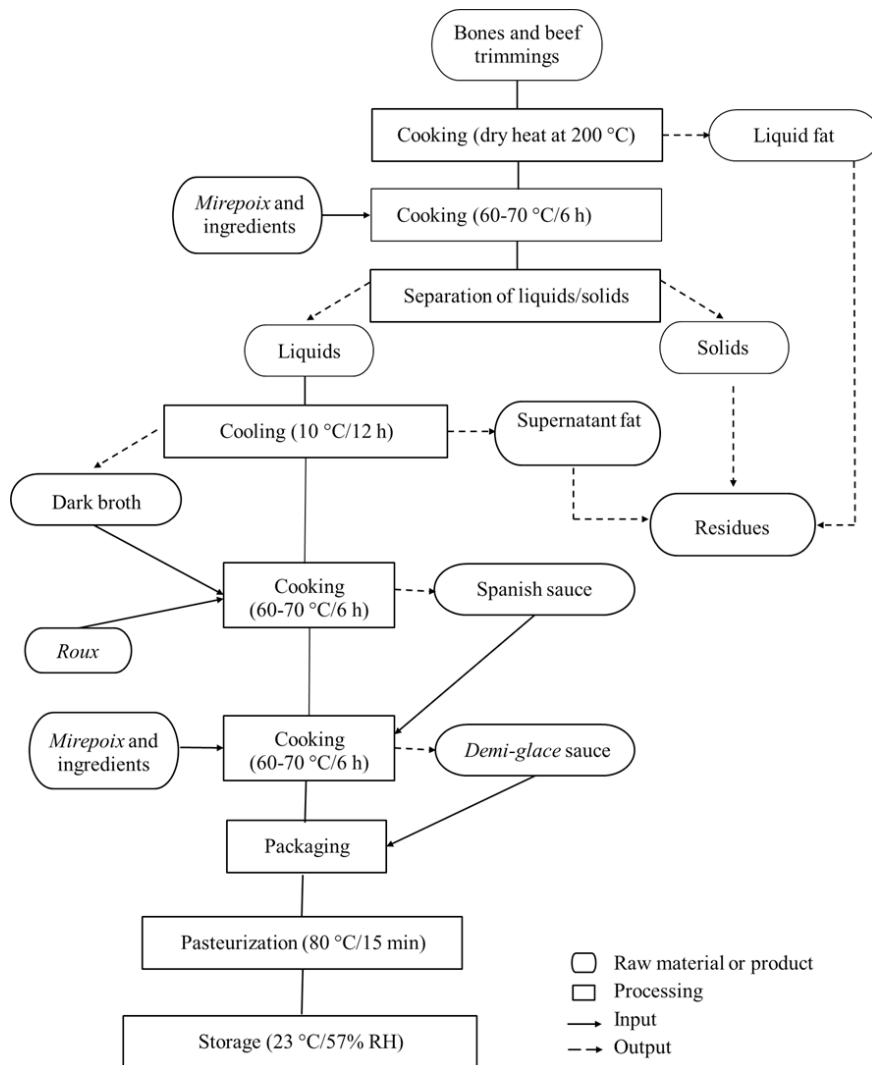 Bones and beef
trimmings
Cooking (dry heat at 200 °C)
Liquid fat
Mirepoix and
ingredients
Cooking (60-70 °C/6 h)
Separation of liquids/solids
Liquids
Solids
Cooling (10 °C/12 h)
Supernatant fat
Dark broth
Residues
Cooking
(60-70 °C/6 h)
Spanish sauce
Roux
Mirepoix and
ingredients
Cooking
(60-70 °C/6 h)
Demi-glace sauce
Packaging
Pasteurization (80 °C/15 min)
Storage (23 °C/57% RH)
Raw material or product
Processing
Input
Output